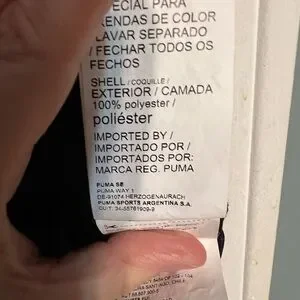 ESPECIAL PARA
PRENDAS DE COLOR
LAVAR SEPARADO
/ FECHAR TODOS OS
FECHOS
SHELL / COQUILLE /
EXTERIOR / CAMADA
100% polyester /
poliéster
IMPORTED BY /
IMPORTADO POR /
IMPORTADOS POR:
MARCA REG. PUMA
PUMA SE
PUMA WAY 1
DE-91074 HERZOGENAURACH
PUMA SPORTS ARGENTINA S.A.
SANTIAGO, CHILE